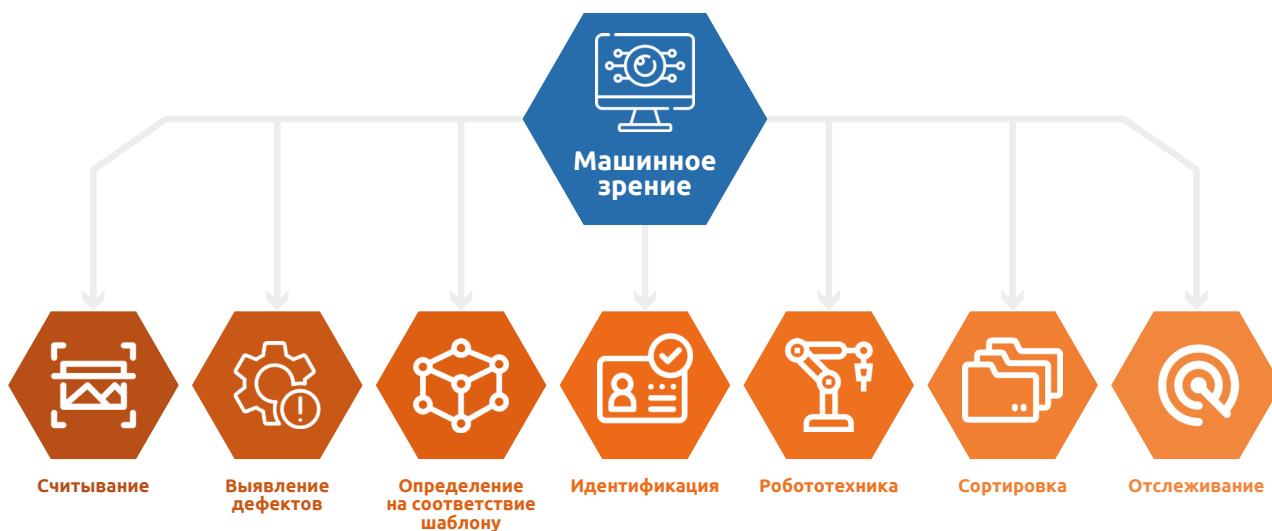 Машинное
зрение
Считывание
Выявление
дефектов
Определение
на соответствие
шаблону
Идентификация
Робототехника
Сортировка
Отслеживание